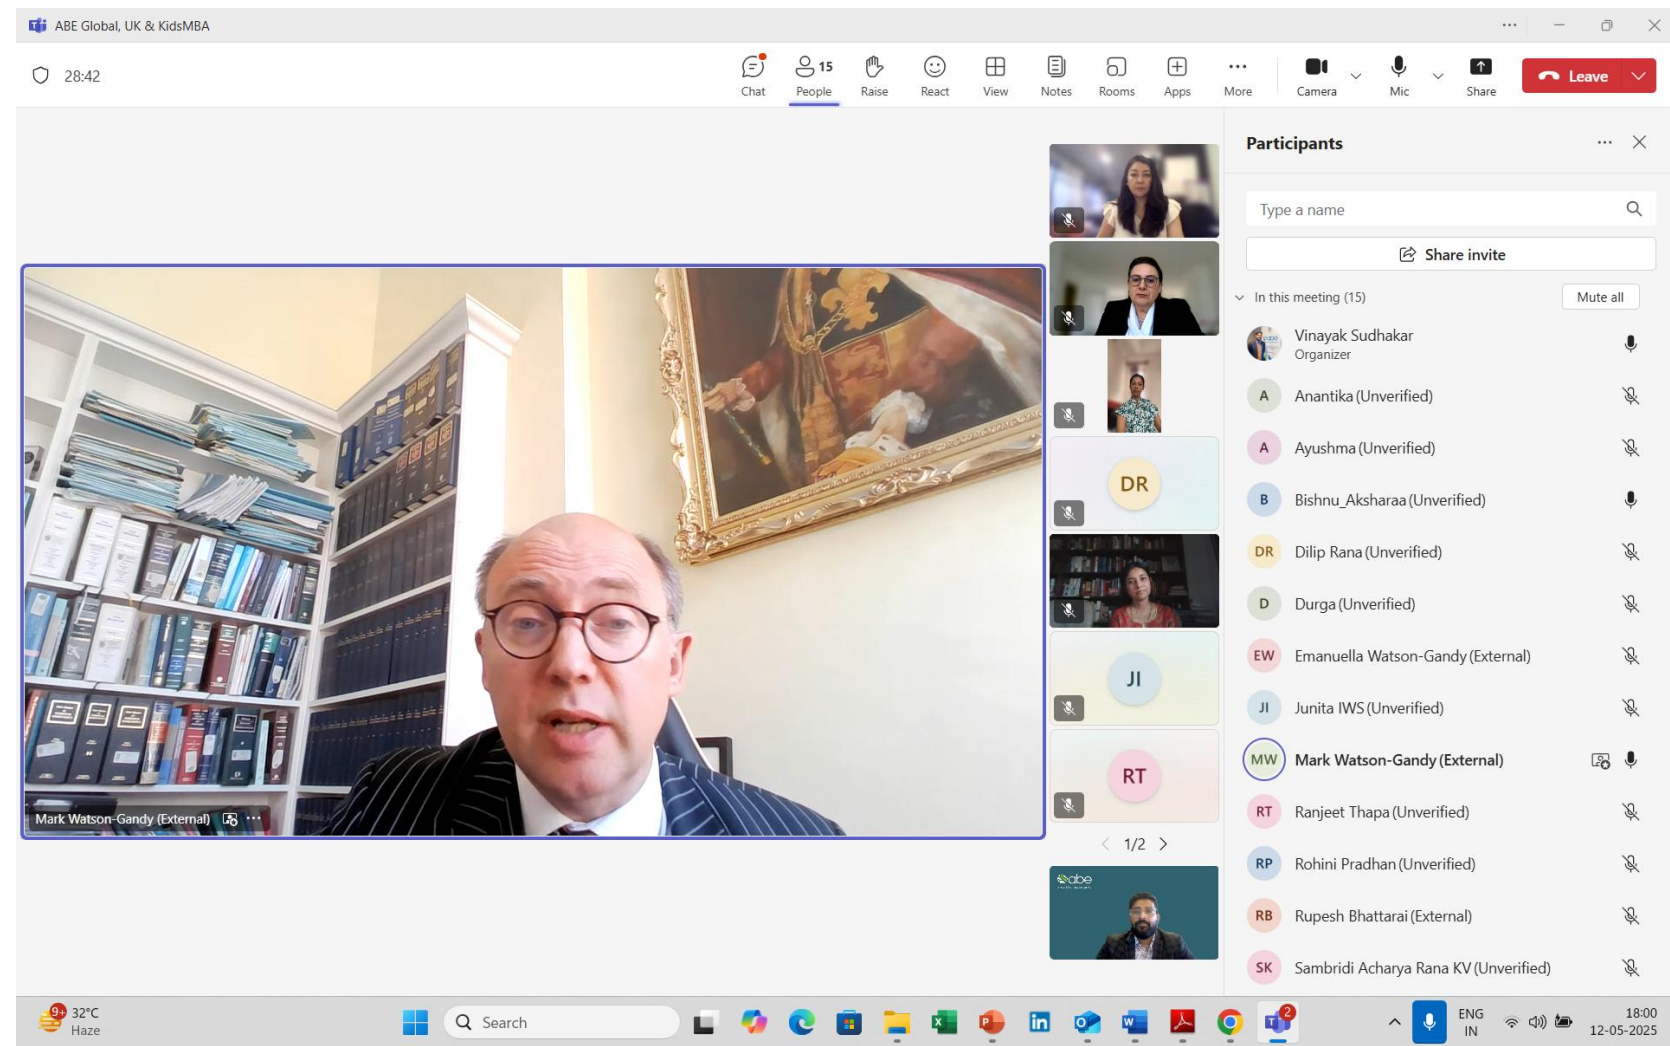 ABE Global, UK & KidsMBA
28:42
Chat
15
People
Raise
React
View
Notes
Rooms
Apps
More
Camera
Mic
Share
Leave
Participants
Type a name
Share invite
In this meeting (15)
Mute all
Vinayak Sudhakar
Organizer
A Anantika (Unverified)
A Ayushma (Unverified)
B Bishnu_Aksharaa (Unverified)
DR Dilip Rana (Unverified)
D Durga (Unverified)
EW Emanuella Watson-Gandy (External)
JI Junita IWS (Unverified)
MW Mark Watson-Gandy (External)
RT Ranjeet Thapa (Unverified)
RP Rohini Pradhan (Unverified)
RB Rupesh Bhattarai (External)
SK Sambridi Acharya Rana KV (Unverified)
DR
JI
RT
1/2
abe
Mark Watson-Gandy (External)
9+
32°C
Haze
Search
2
ENG
IN
18:00
12-05-2025